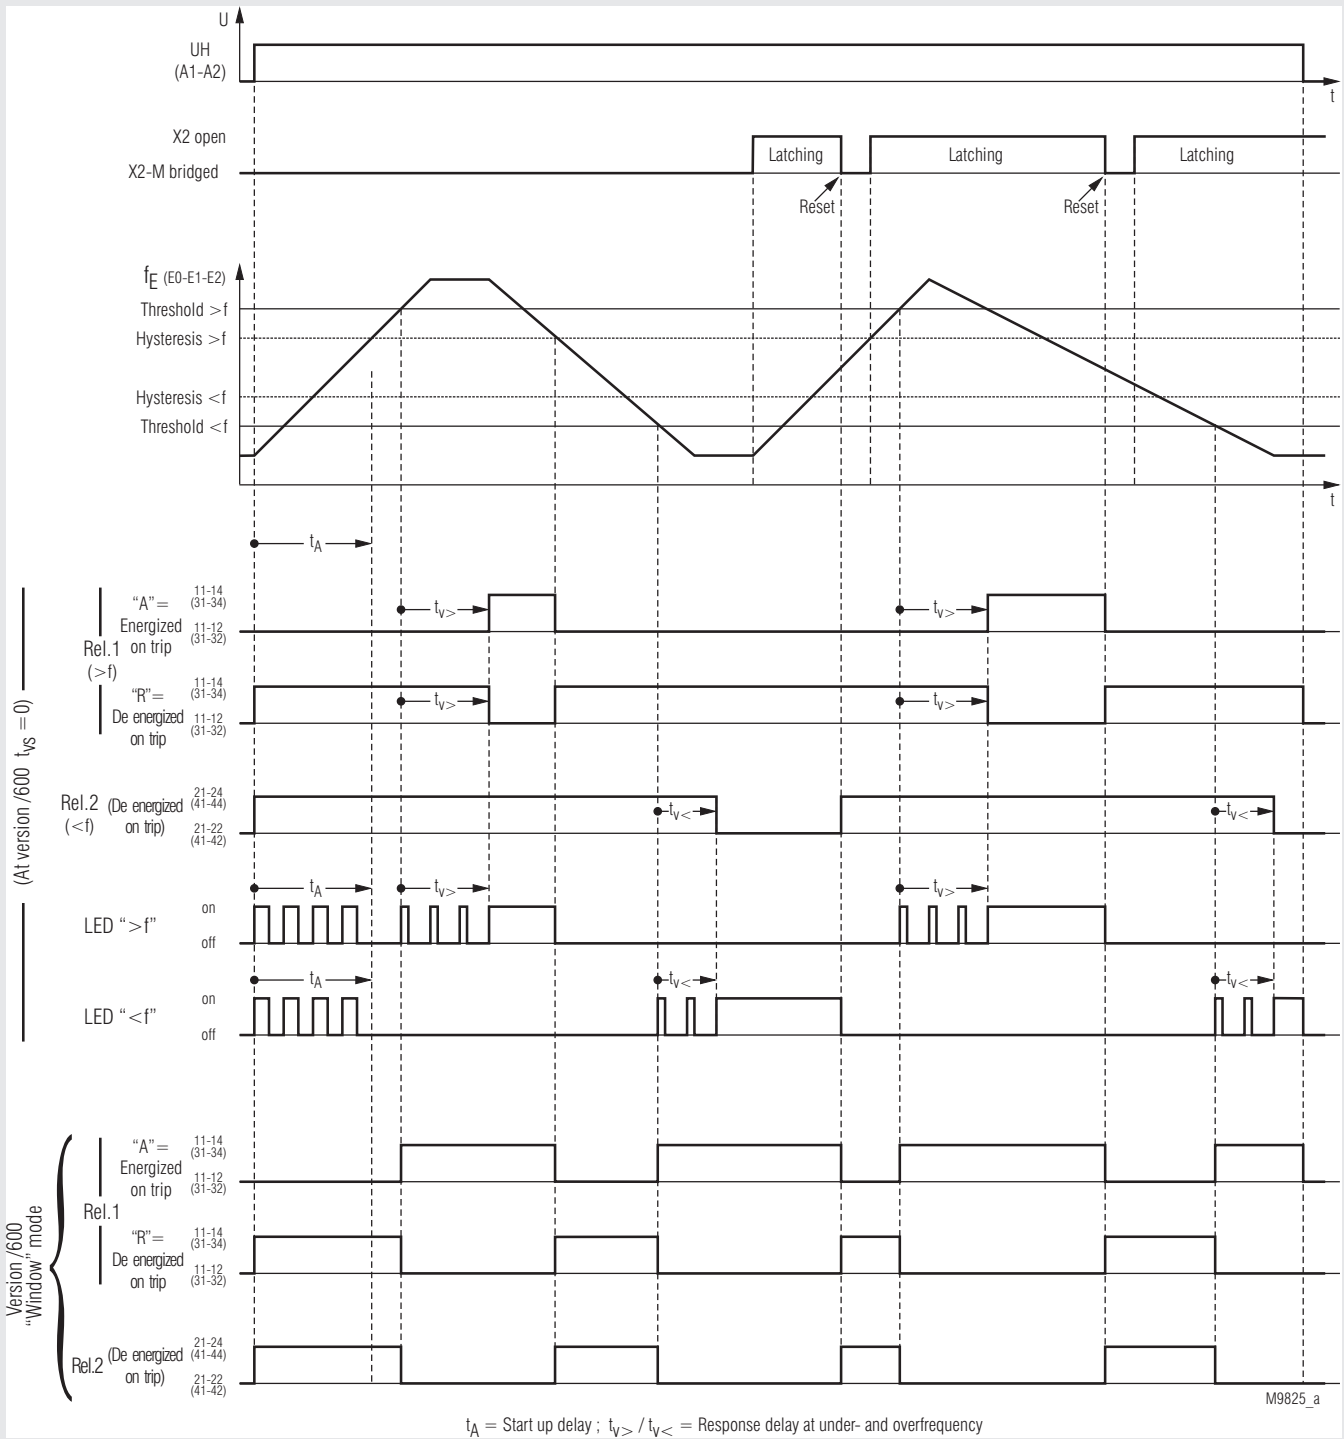 U
UH
(A1-A2)
t
X2 open
X2-M bridged
Latching
Latching
Latching
Reset
Reset
fE (E0-E1-E2)
Threshold >f
Hysteresis >f
Hysteresis <f
Threshold <f
t
tA
(At version /600 tvs = 0)
Rel.1
(>f)
"A"=
Energized
on trip
11-14
(31-34)
11-12
(31-32)
tv>
tv>
"R"=
De energized
on trip
11-14
(31-34)
11-12
(31-32)
tv>
tv>
Rel.2
(<f)
(De energized
on trip)
21-24
(41-44)
21-22
(41-42)
tv<
tv<
LED ">f"
on
off
tA
tv>
tv>
LED "<f"
on
off
tA
tv<
tv<
Version /600
"Window" mode
Rel.1
"A"=
Energized
on trip
11-14
(31-34)
11-12
(31-32)
"R"=
De energized
on trip
11-14
(31-34)
11-12
(31-32)
Rel.2
(De energized
on trip)
21-24
(41-44)
21-22
(41-42)
M9825_a
tA = Start up delay ; tv> / tv< = Response delay at under- and overfrequency